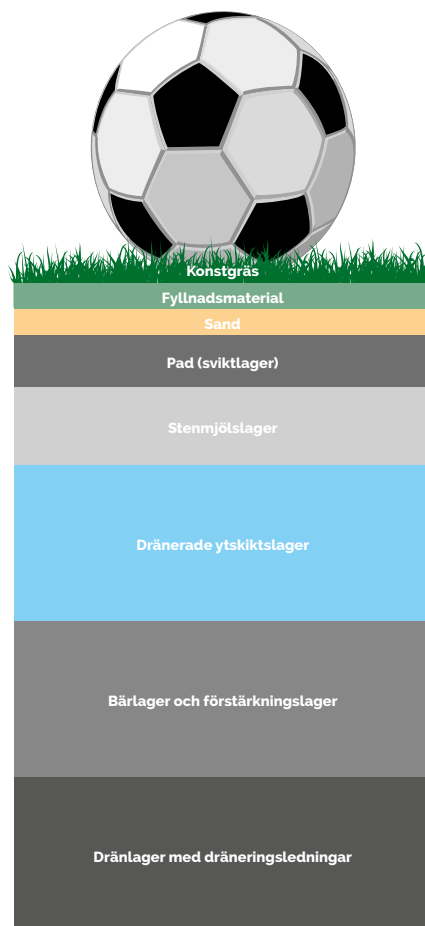 Konstgräs
Fyllnadsmaterial
Sand
Pad (sviktlager)
Stenmjölslager
Dränerade ytskiktslager
Bärlager och förstärkningslager
Dränlager med dräneringsledningar